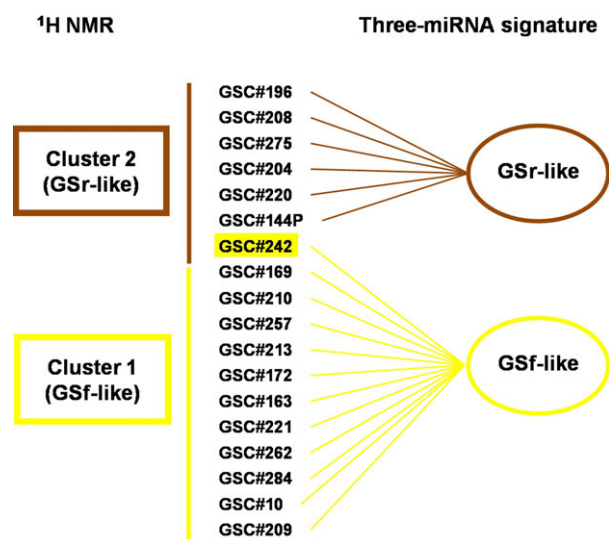 ¹H NMR
Three-miRNA signature
Cluster 2
(GSr-like)
Cluster 1
(GSf-like)
GSC#196
GSC#208
GSC#275
GSC#204
GSC#220
GSC#144P
GSC#242
GSC#169
GSC#210
GSC#257
GSC#213
GSC#172
GSC#163
GSC#221
GSC#262
GSC#284
GSC#10
GSC#209
GSr-like
GSf-like